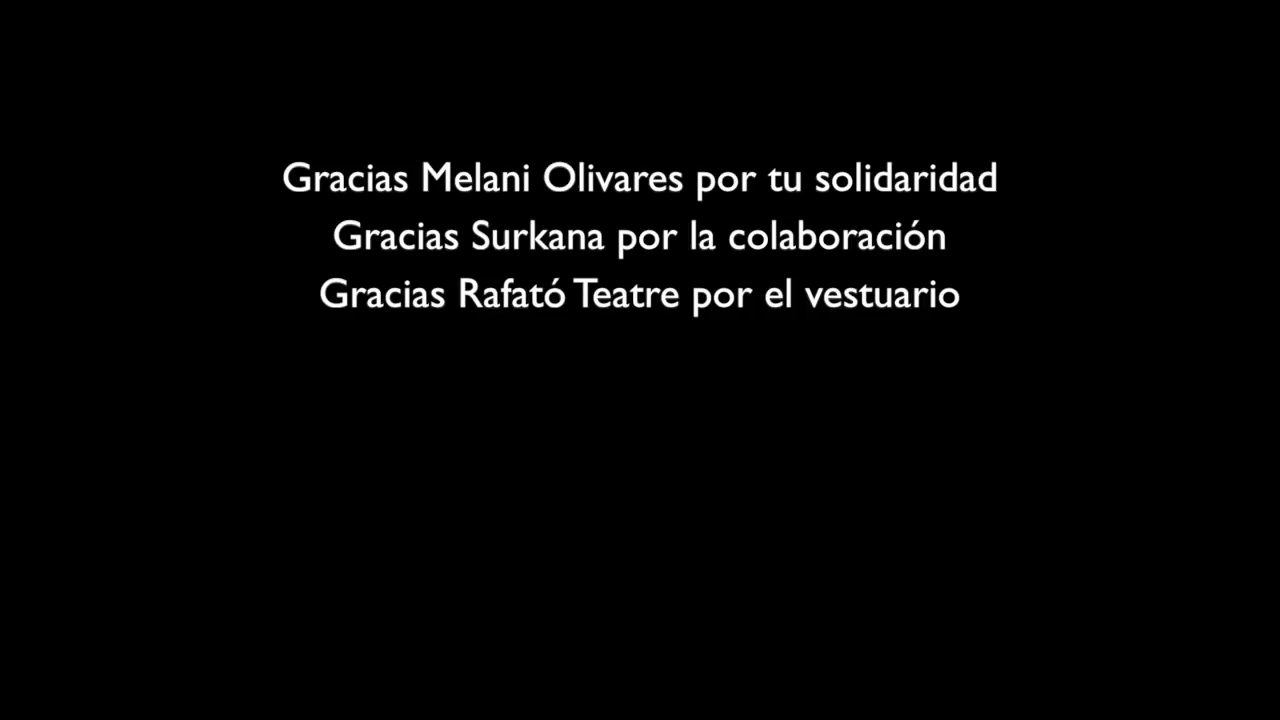 Gracias Melani Olivares por tu solidaridad
Gracias Surkana por la colaboración
Gracias Rafató Teatre por el vestuario